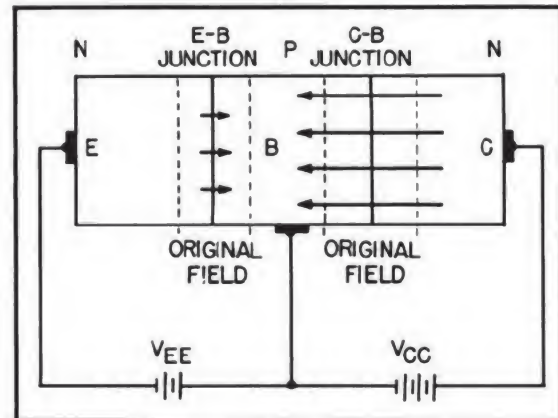 N E-B P C-B N
JUNCTION JUNCTION
E B C
ORIGINAL ORIGINAL
FIELD FIELD
VEE VCC